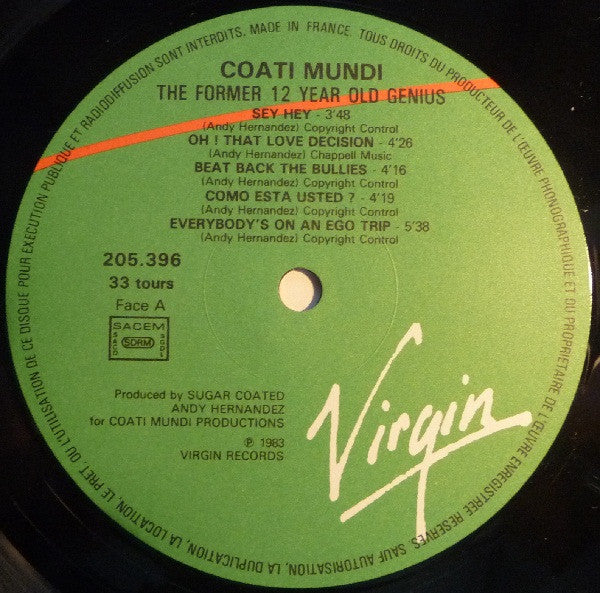 TOUS DROITS DU PRODUCTEUR DE L'ŒUVRE PHONOGRAPHIQUE ET DU PROPRIETAIRE DE L'ŒUVRE ENREGISTREE RESERVES. SAUF AUTORISATION, LA DUPLICATION, LA LOCATION, LE PRET OU L'UTILISATION DE CE DISQUE POUR EXECUTION PUBLIQUE ET RADIODIFFUSION SONT INTERDITS. MADE IN FRANCE.
COATI MUNDI
THE FORMER 12 YEAR OLD GENIUS
SEY HEY - 3'48
(Andy Hernandez) Copyright Control
OH ! THAT LOVE DECISION - 4'26
(Andy Hernandez) Chappell Music
BEAT BACK THE BULLIES - 4'16
(Andy Hernandez) Copyright Control
COMO ESTA USTED ? - 4'19
(Andy Hernandez) Copyright Control
EVERYBODY'S ON AN EGO TRIP - 5'38
(Andy Hernandez) Copyright Control
205.396
33 tours
Face A
SACEM
SACD
SDRM
SGDL
Produced by SUGAR COATED
ANDY HERNANDEZ
for COATI MUNDI PRODUCTIONS
℗ 1983
VIRGIN RECORDS
Virgin